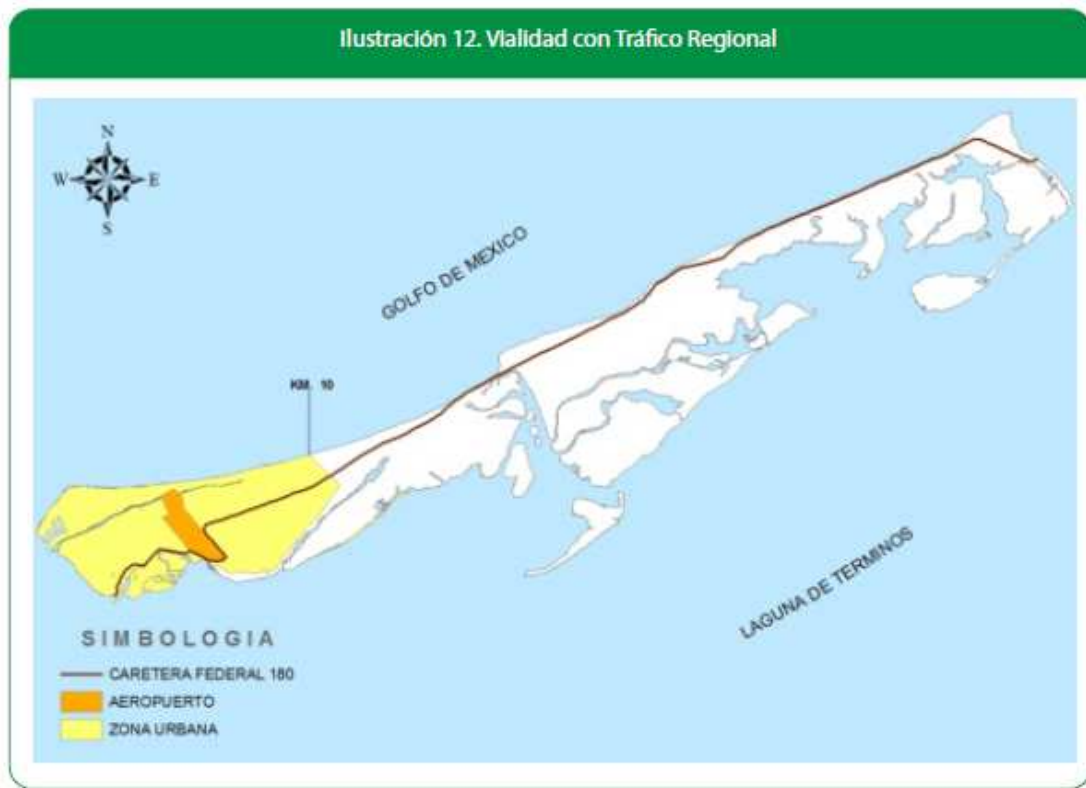 Ilustración 12. Vialidad con Tráfico Regional
N
W E
S
GOLFO DE MEXICO
KM. 10
LAGUNA DE TERMINOS
SIMBOLOGIA
CARETERA FEDERAL 180
AEROPUERTO
ZONA URBANA